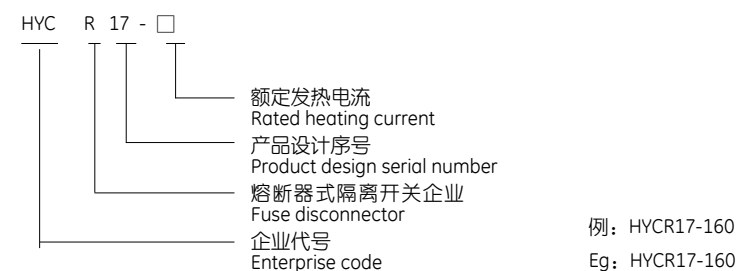 HYC R 17 - □
额定发热电流
Rated heating current
产品设计序号
Product design serial number
熔断器式隔离开关企业
Fuse disconnector
企业代号
Enterprise code
例：HYCR17-160
Eg：HYCR17-160